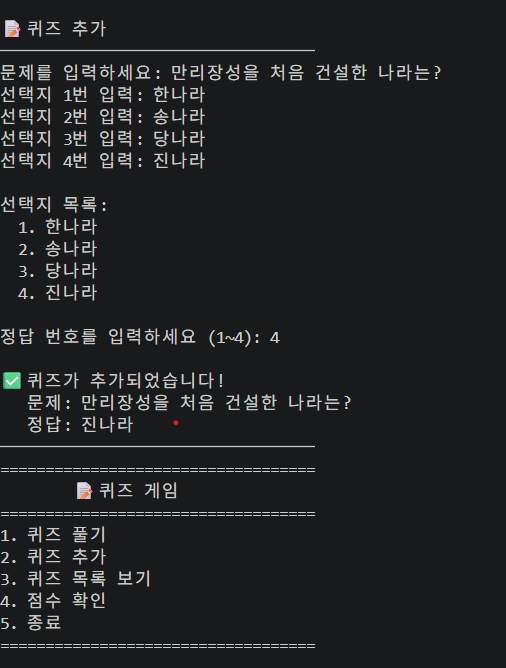 📝 퀴즈 추가
───────────────────────────────────
문제를 입력하세요: 만리장성을 처음 건설한 나라는?
선택지 1번 입력: 한나라
선택지 2번 입력: 송나라
선택지 3번 입력: 당나라
선택지 4번 입력: 진나라
선택지 목록:
1. 한나라
2. 송나라
3. 당나라
4. 진나라
정답 번호를 입력하세요 (1~4): 4
✅ 퀴즈가 추가되었습니다!
문제: 만리장성을 처음 건설한 나라는?
정답: 진나라
───────────────────────────────────
===================================
📝 퀴즈 게임
===================================
1. 퀴즈 풀기
2. 퀴즈 추가
3. 퀴즈 목록 보기
4. 점수 확인
5. 종료
===================================